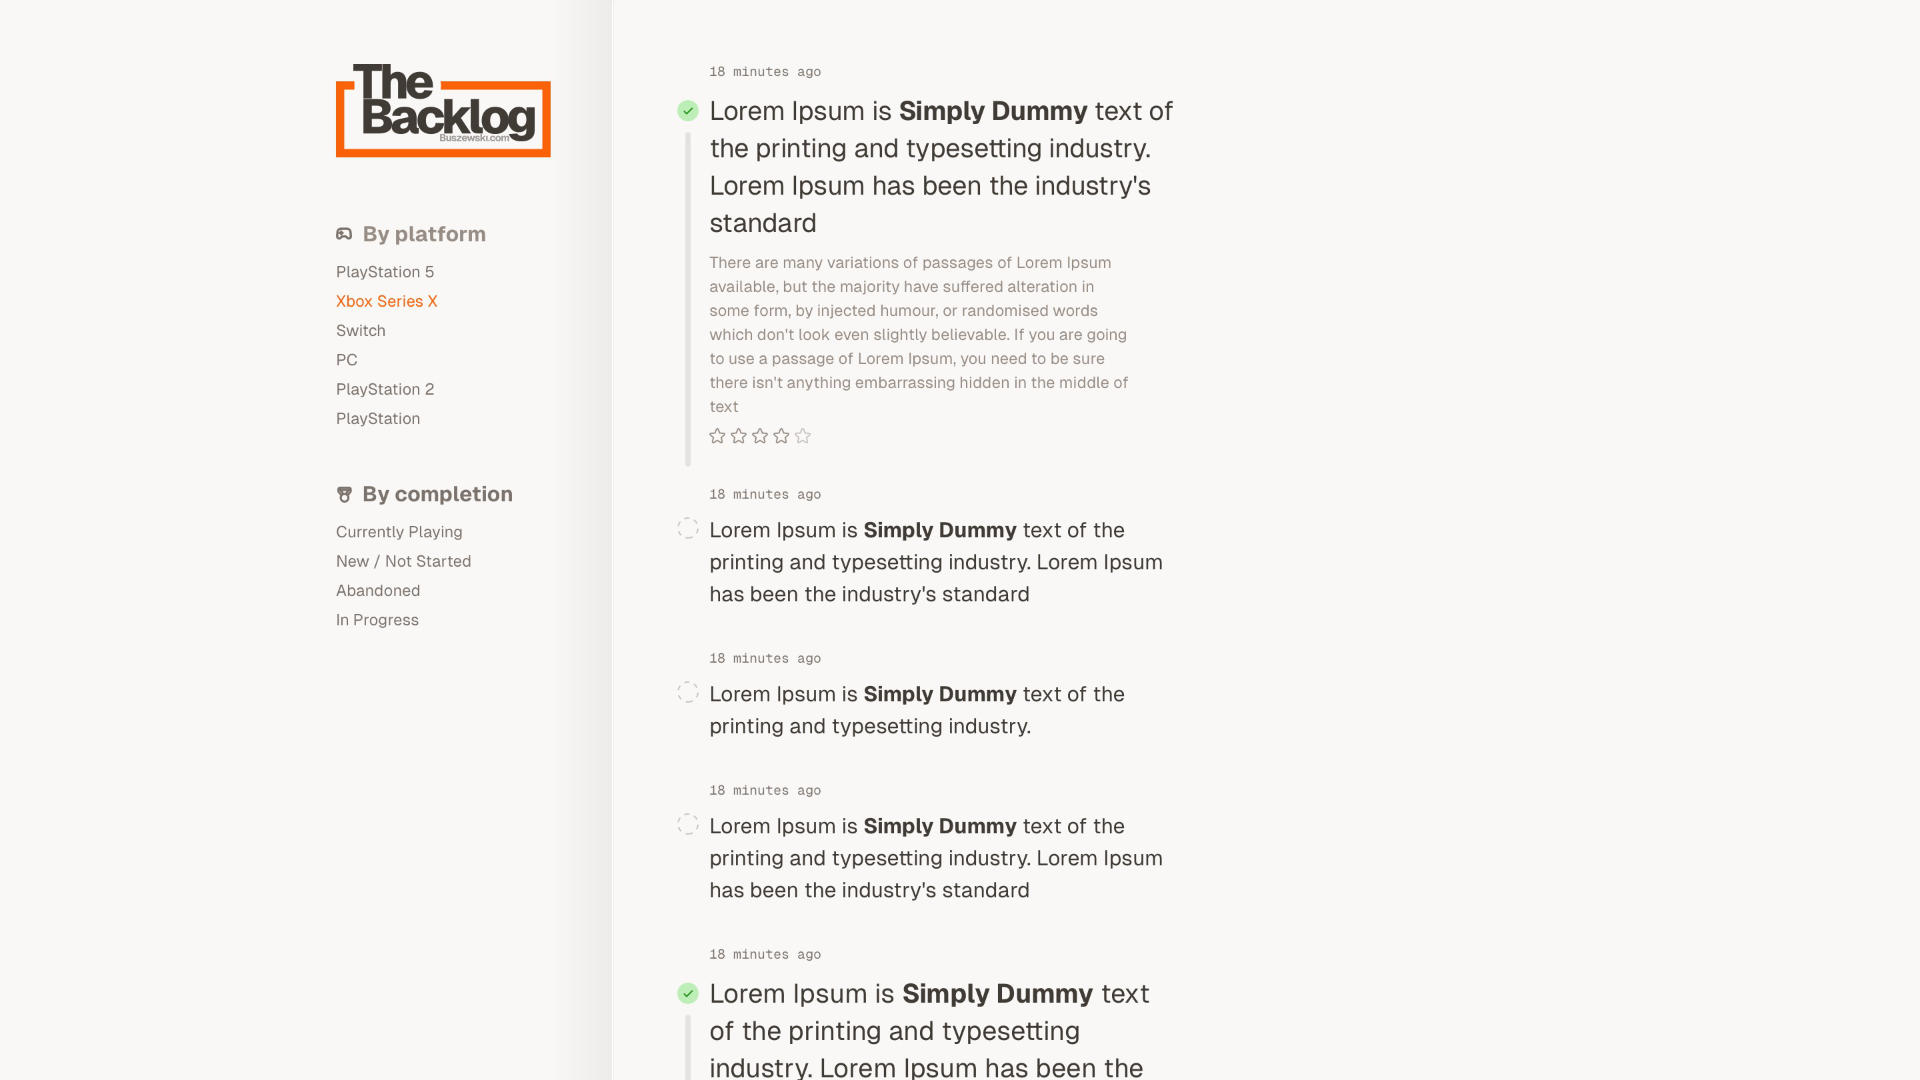 The
Backlog
Buszewski.com
By platform
PlayStation 5
Xbox Series X
Switch
PC
PlayStation 2
PlayStation
By completion
Currently Playing
New / Not Started
Abandoned
In Progress
18 minutes ago
Lorem Ipsum is Simply Dummy text of
the printing and typesetting industry.
Lorem Ipsum has been the industry's
standard
There are many variations of passages of Lorem Ipsum
available, but the majority have suffered alteration in
some form, by injected humour, or randomised words
which don't look even slightly believable. If you are going
to use a passage of Lorem Ipsum, you need to be sure
there isn't anything embarrassing hidden in the middle of
text
18 minutes ago
Lorem Ipsum is Simply Dummy text of the
printing and typesetting industry. Lorem Ipsum
has been the industry's standard
18 minutes ago
Lorem Ipsum is Simply Dummy text of the
printing and typesetting industry.
18 minutes ago
Lorem Ipsum is Simply Dummy text of the
printing and typesetting industry. Lorem Ipsum
has been the industry's standard
18 minutes ago
Lorem Ipsum is Simply Dummy text
of the printing and typesetting
industry. Lorem Ipsum has been the